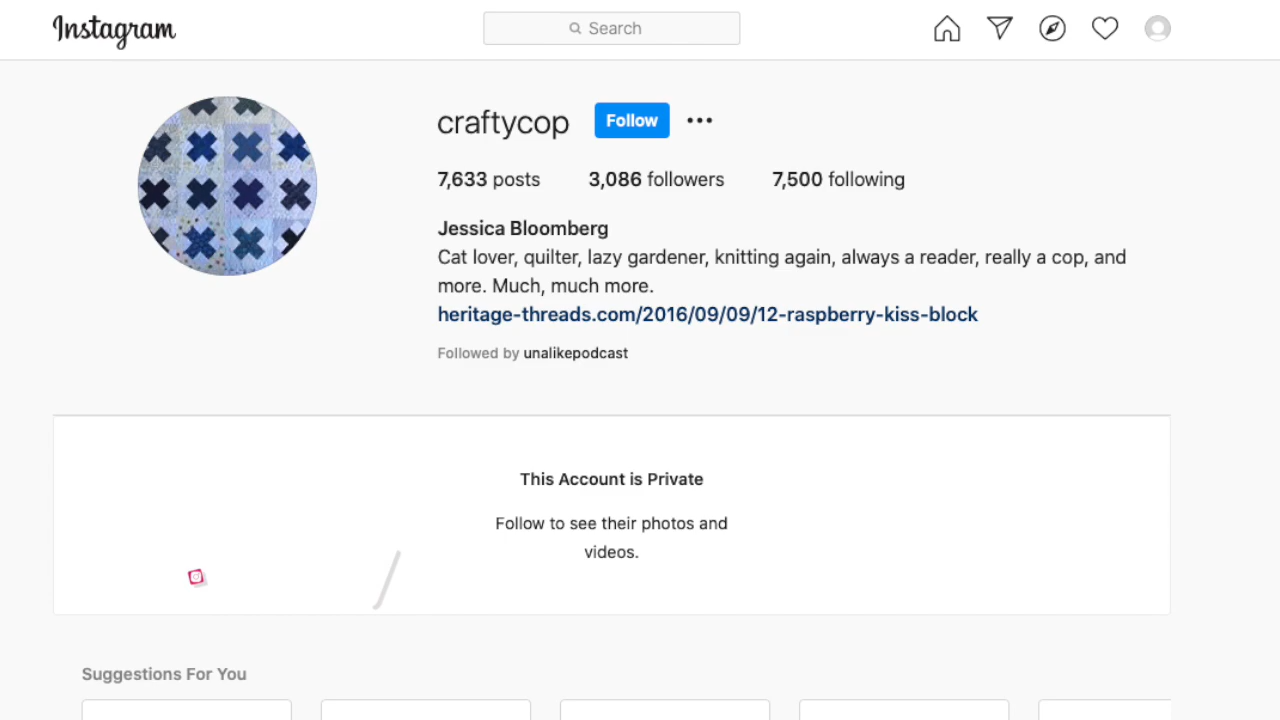 Instagram
Search
craftycop Follow
7,633 posts 3,086 followers 7,500 following
Jessica Bloomberg
Cat lover, quilter, lazy gardener, knitting again, always a reader, really a cop, and
more. Much, much more.
heritage-threads.com/2016/09/09/12-raspberry-kiss-block
Followed by unalikepodcast
This Account is Private
Follow to see their photos and
videos.
Suggestions For You